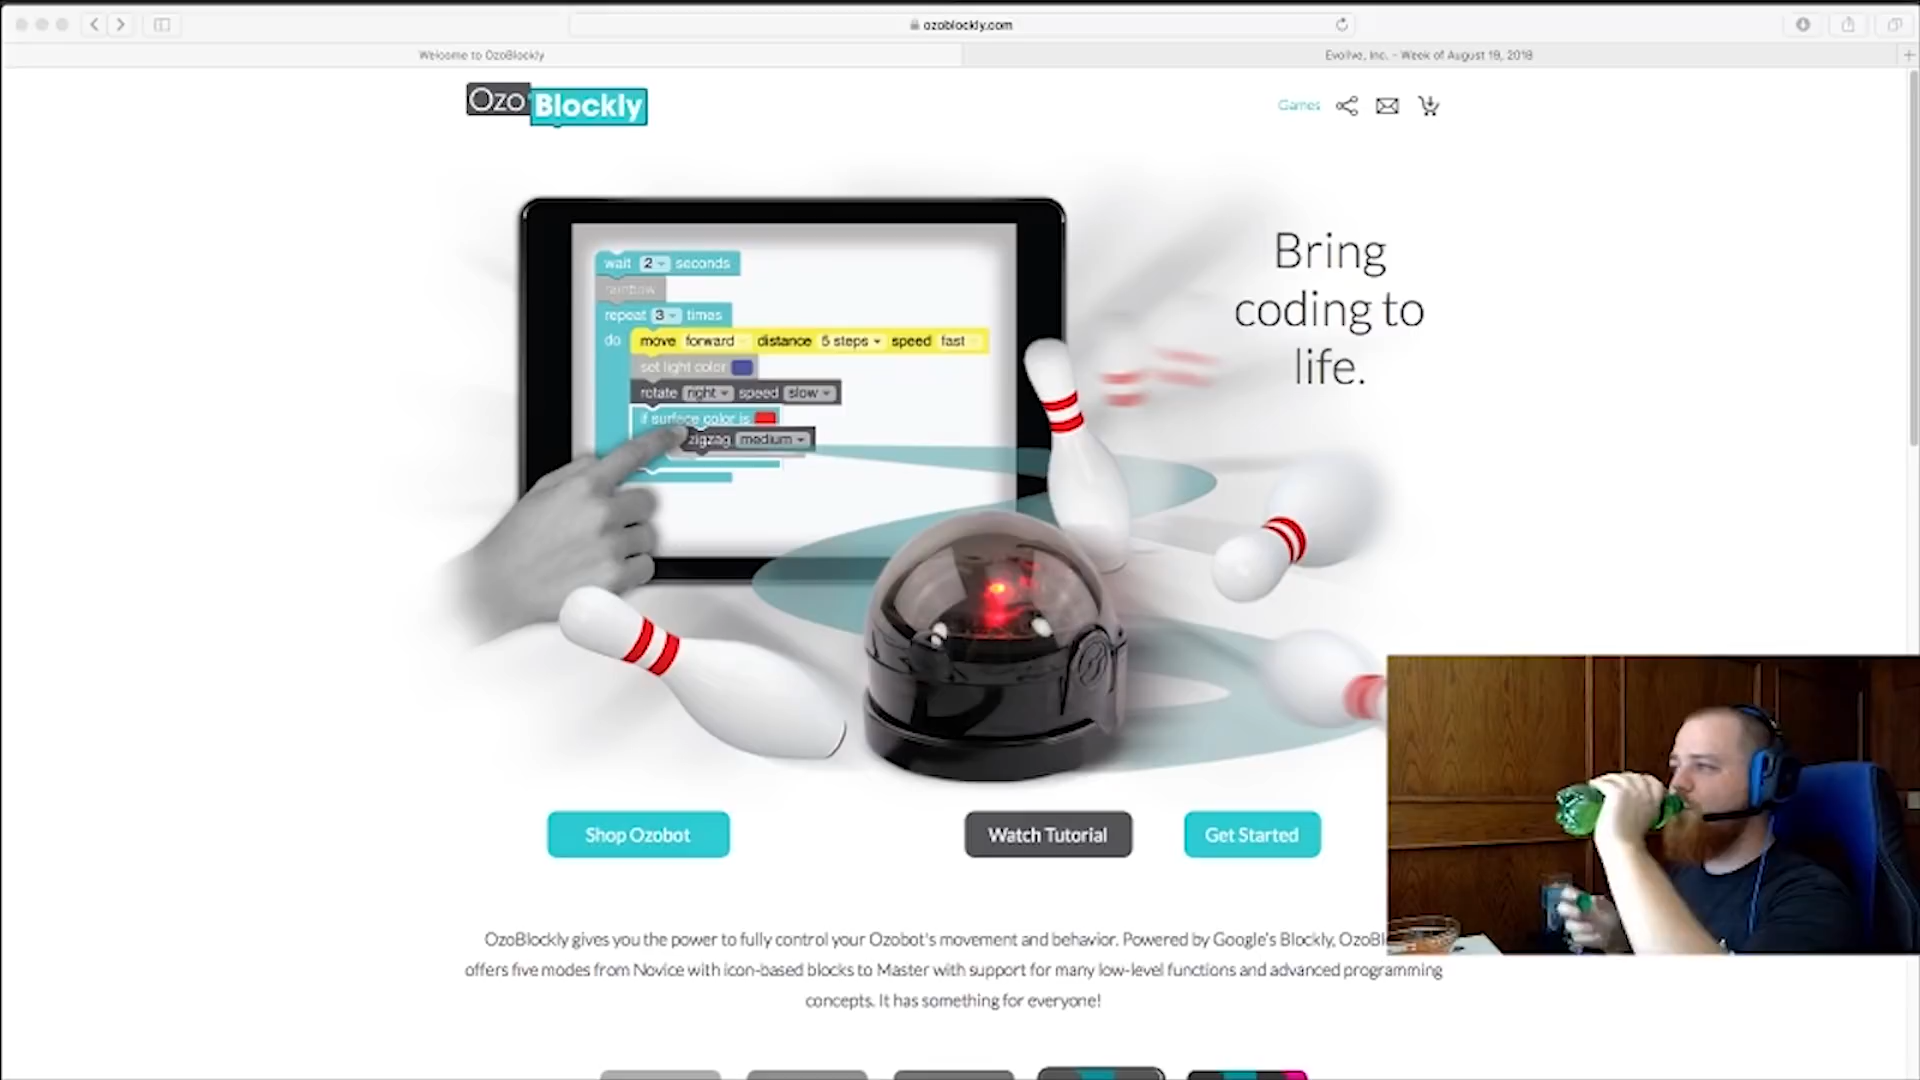 ozoblockly.com
Welcome to OzoBlockly
Evollve, Inc. - Week of August 19, 2018
Ozo Blockly
Games
wait 2 seconds
rainbow
repeat 3 times
do move forward distance 5 steps speed fast
set light color
rotate right speed slow
if surface color is
zigzag medium
Bring
coding to
life.
Shop Ozobot
Watch Tutorial
Get Started
OzoBlockly gives you the power to fully control your Ozobot's movement and behavior. Powered by Google's Blockly,
offers five modes from Novice with icon-based blocks to Master with support for many low-level functions and advanced programming
concepts. It has something for everyone!